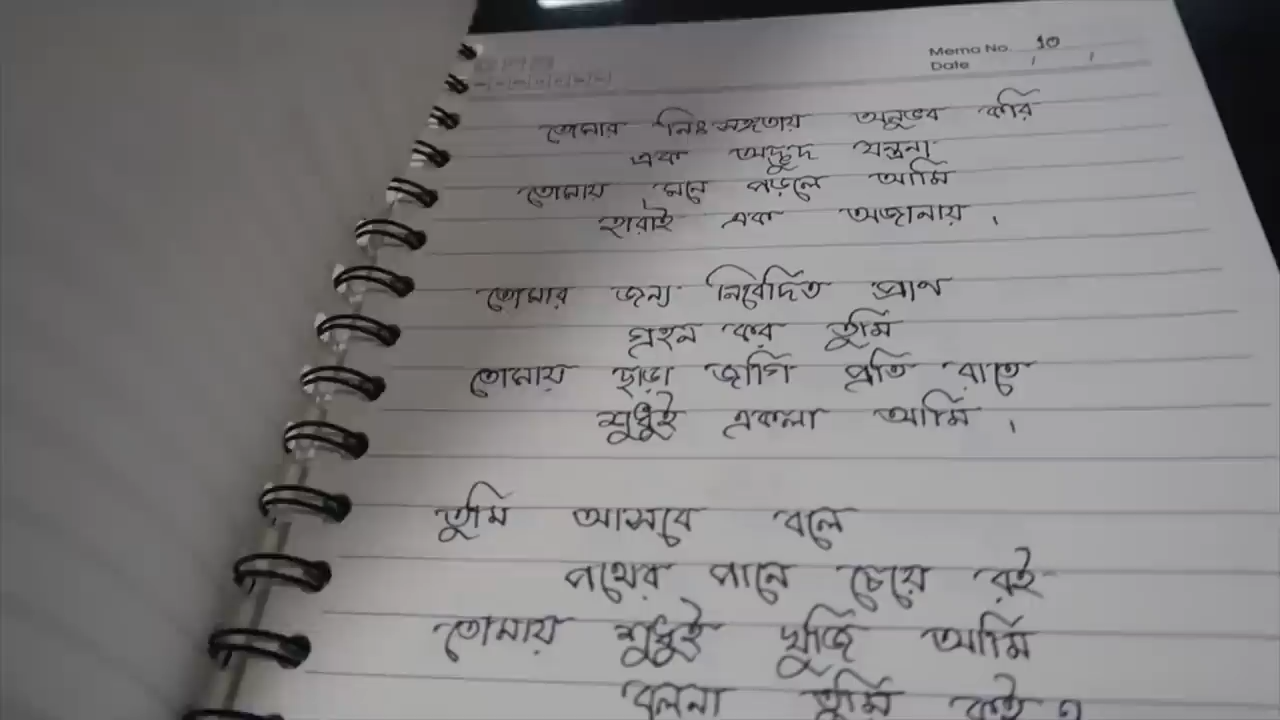 Memo No. 10
Date / /
তোমার নিঃসঙ্গতায় অনুভব করি
এক অদ্ভুদ যন্ত্রনা
তোমায় মনে পড়লে আমি
হারাই এক অজানায়।
তোমার জন্য নিবেদিত প্রাণ
গ্রহন কর তুমি
তোমায় ছাড়া জাগি প্রতি রাতে
শুধুই একলা আমি।
তুমি আসবে বলে
পথের পানে চেয়ে রই
তোমায় শুধুই খুজি আমি
বলনা তুমি কই?